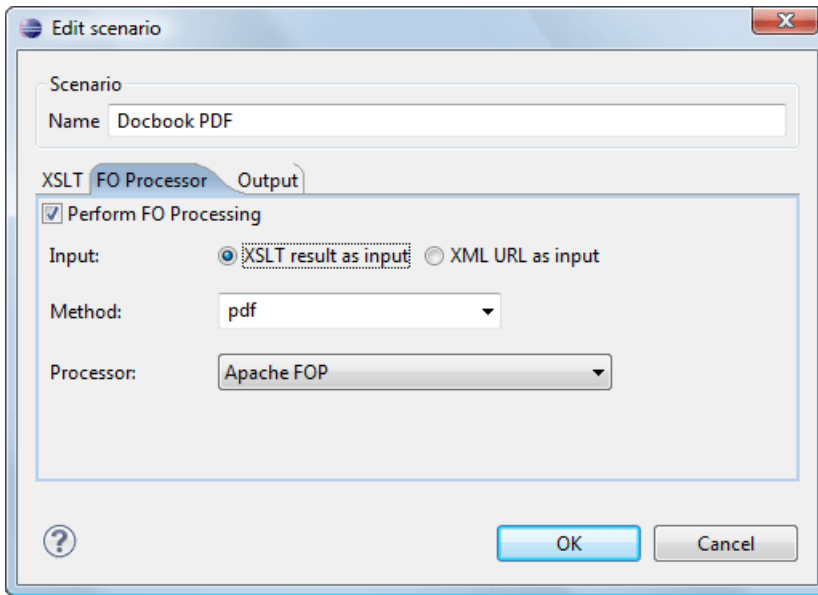 Edit scenario
Scenario
Name Docbook PDF
XSLT FO Processor Output
Perform FO Processing
Input: XSLT result as input XML URL as input
Method: pdf
Processor: Apache FOP
? OK Cancel